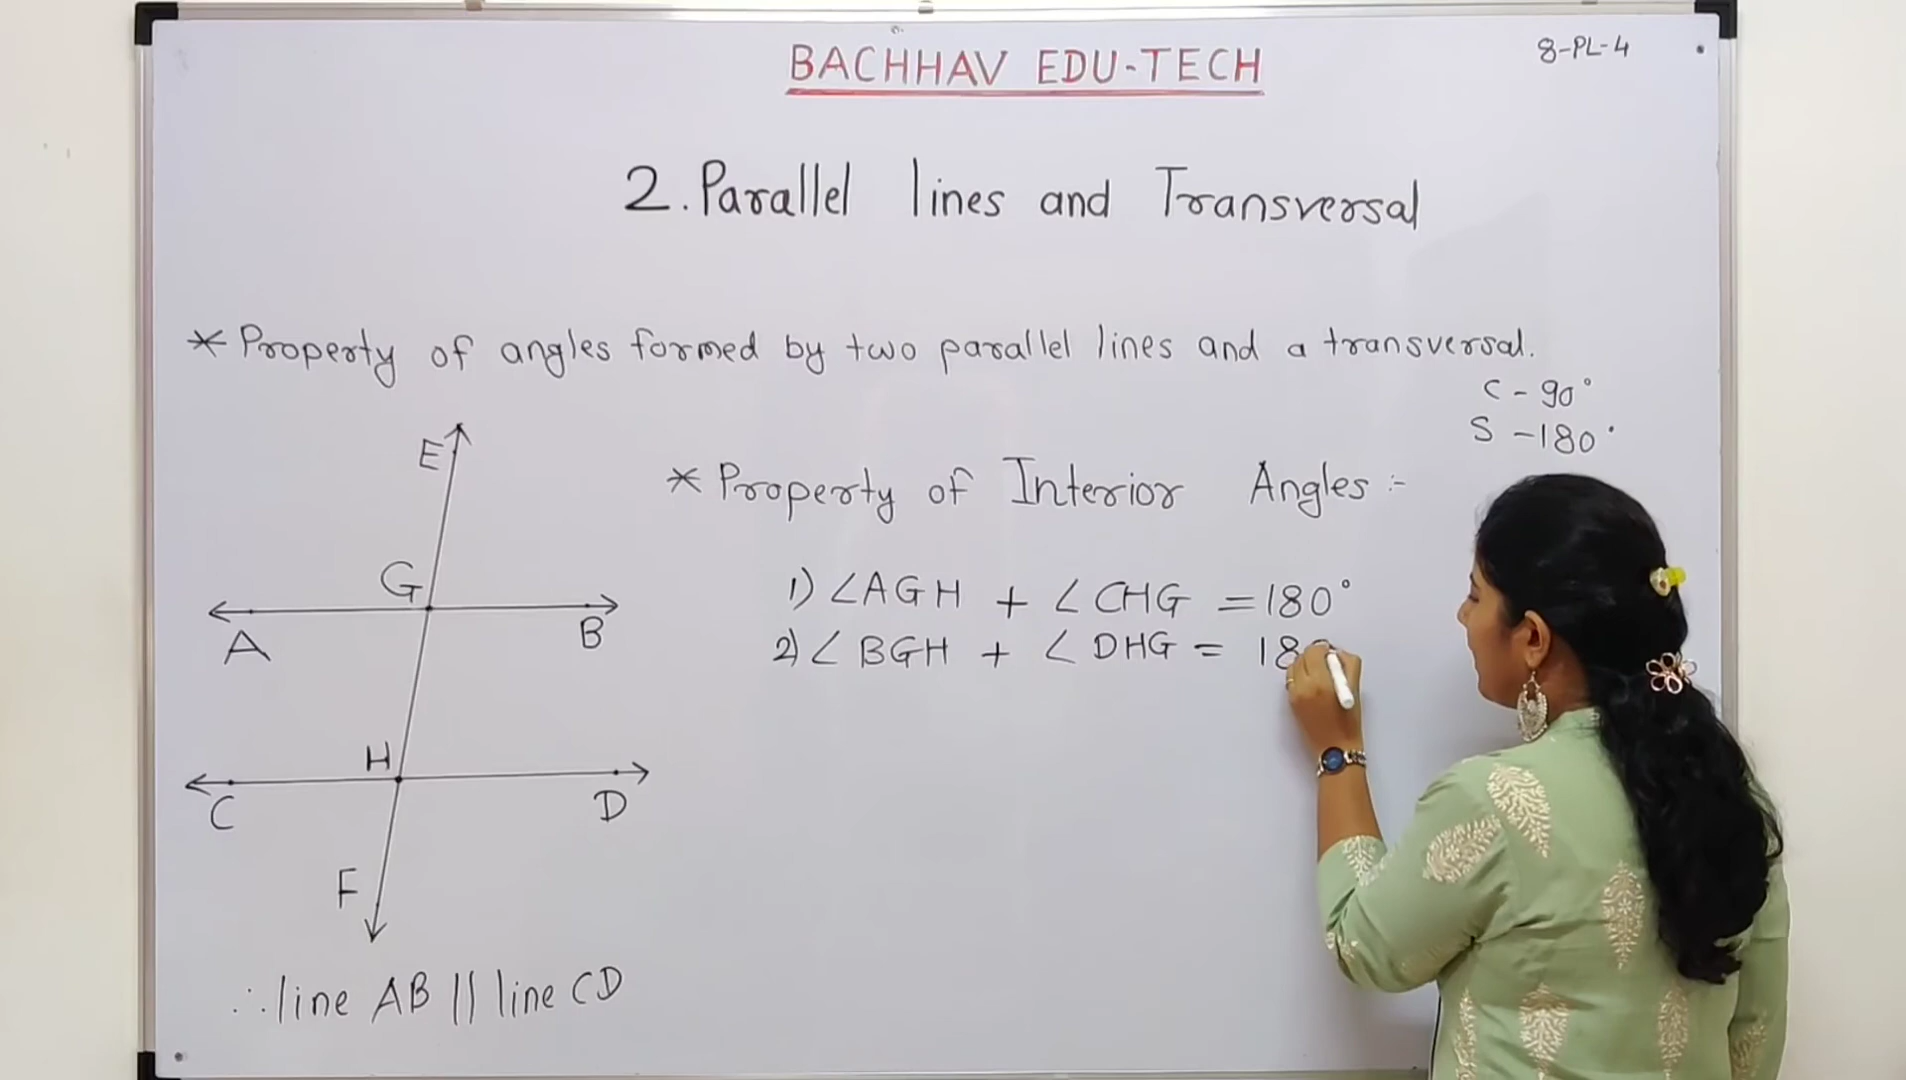 BACHHAV EDU-TECH
8-PL-4
2. Parallel lines and Transversal
* Property of angles formed by two parallel lines and a transversal.
C - 90°
S - 180°
* Property of Interior Angles :-
1) ∠AGH + ∠CHG = 180°
2) ∠BGH + ∠DHG = 180
E
G
A
B
H
C
D
F
∴ line AB || line CD